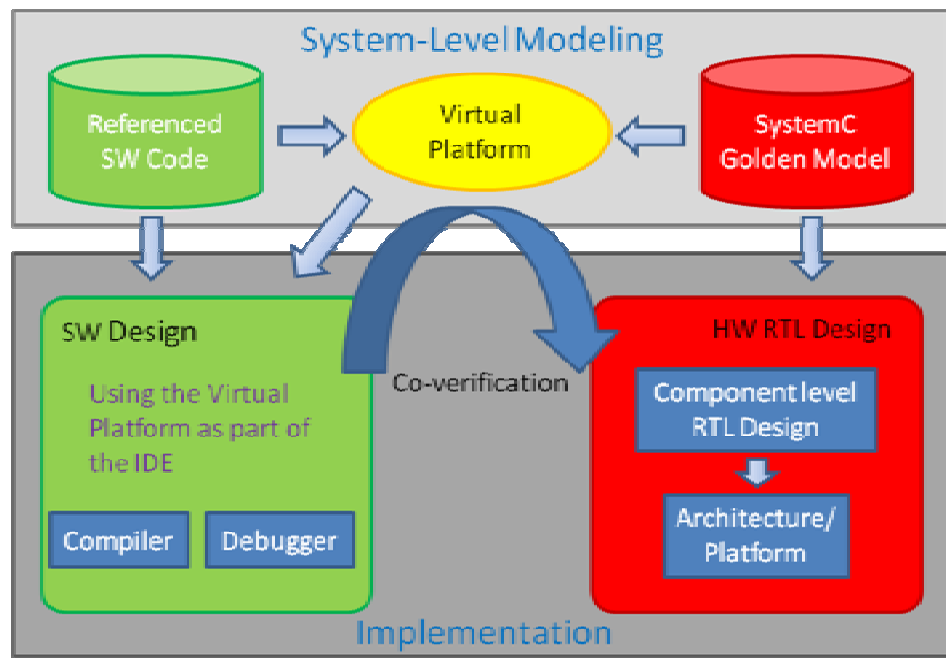 System-Level Modeling
Referenced
SW Code
Virtual
Platform
SystemC
Golden Model
SW Design
Using the Virtual
Platform as part of
the IDE
Compiler
Debugger
Co-verification
HW RTL Design
Component level
RTL Design
Architecture/
Platform
Implementation